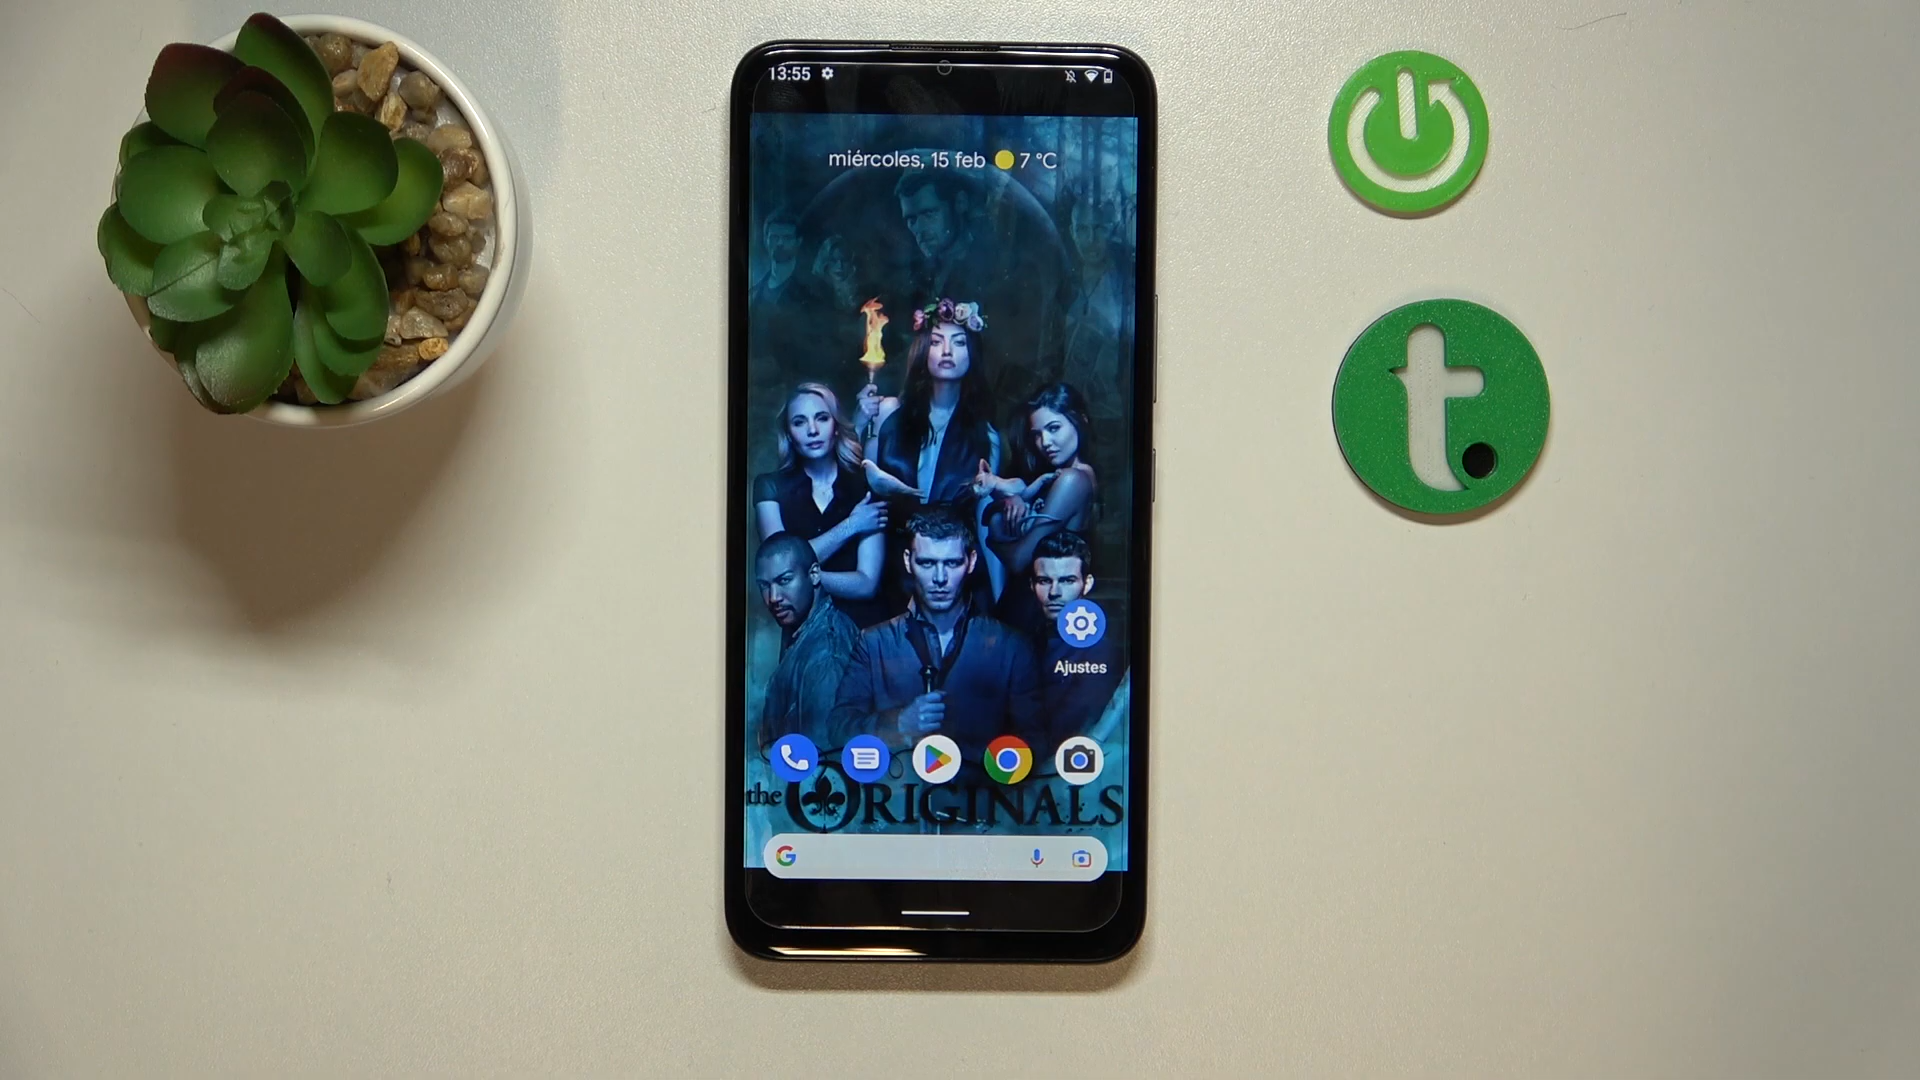 13:55
miércoles, 15 feb 7 °C
Ajustes
the ORIGINALS
t.